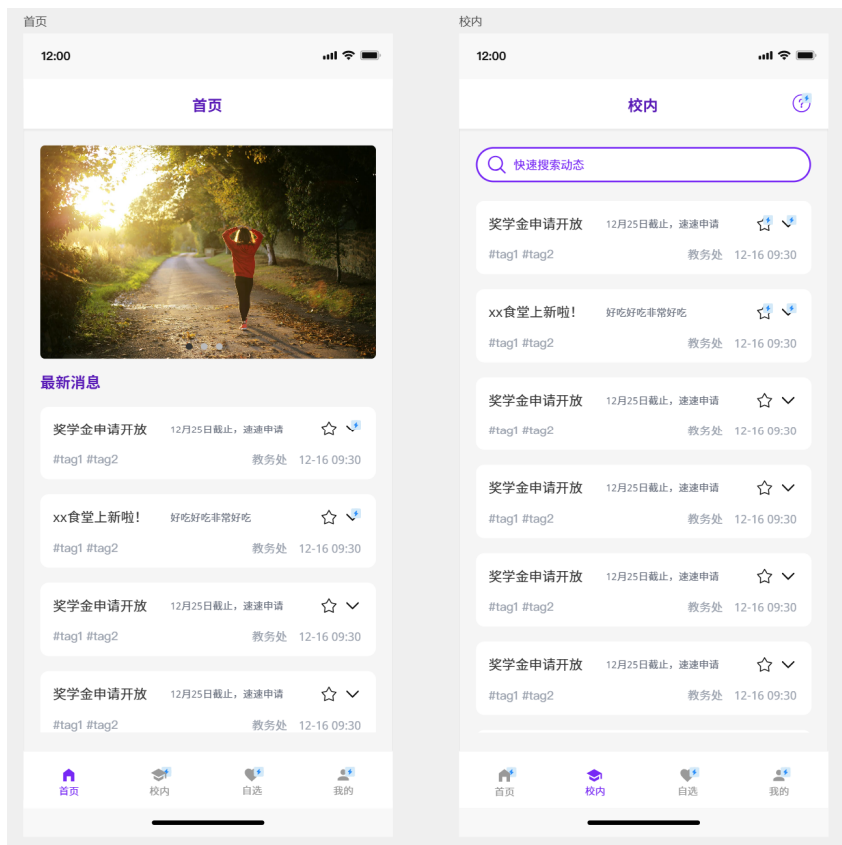 首页
12:00
首页
最新消息
奖学金申请开放 12月25日截止，速速申请
#tag1 #tag2 教务处 12-16 09:30
xx食堂上新啦！ 好吃好吃非常好吃
#tag1 #tag2 教务处 12-16 09:30
奖学金申请开放 12月25日截止，速速申请
#tag1 #tag2 教务处 12-16 09:30
奖学金申请开放 12月25日截止，速速申请
#tag1 #tag2 教务处 12-16 09:30
首页 校内 自选 我的
校内
12:00
校内
快速搜索动态
奖学金申请开放 12月25日截止，速速申请
#tag1 #tag2 教务处 12-16 09:30
xx食堂上新啦！ 好吃好吃非常好吃
#tag1 #tag2 教务处 12-16 09:30
奖学金申请开放 12月25日截止，速速申请
#tag1 #tag2 教务处 12-16 09:30
奖学金申请开放 12月25日截止，速速申请
#tag1 #tag2 教务处 12-16 09:30
奖学金申请开放 12月25日截止，速速申请
#tag1 #tag2 教务处 12-16 09:30
奖学金申请开放 12月25日截止，速速申请
#tag1 #tag2 教务处 12-16 09:30
首页 校内 自选 我的